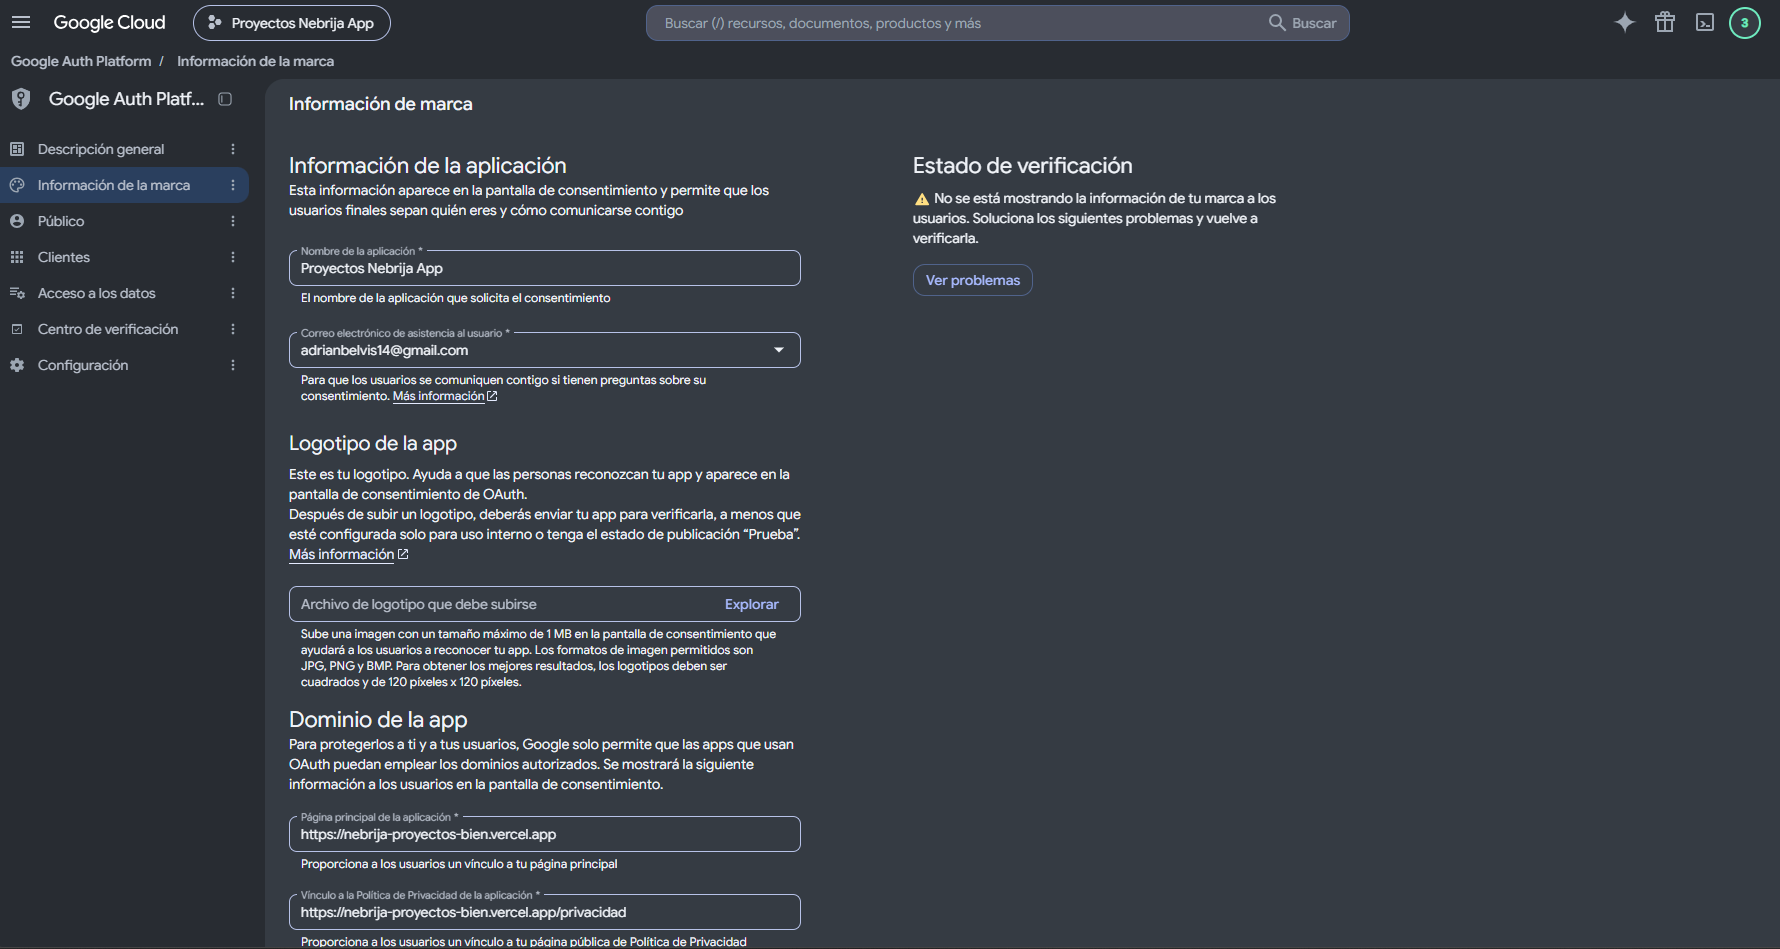 Google Cloud
Proyectos Nebrija App
Buscar (/) recursos, documentos, productos y más
Buscar
3
Google Auth Platform / Información de la marca
Google Auth Platf...
Descripción general
Información de la marca
Público
Clientes
Acceso a los datos
Centro de verificación
Configuración
Información de marca
Información de la aplicación
Esta información aparece en la pantalla de consentimiento y permite que los
usuarios finales sepan quién eres y cómo comunicarse contigo
Nombre de la aplicación *
Proyectos Nebrija App
El nombre de la aplicación que solicita el consentimiento
Correo electrónico de asistencia al usuario *
adrianbelvis14@gmail.com
Para que los usuarios se comuniquen contigo si tienen preguntas sobre su
consentimiento. Más información
Logotipo de la app
Este es tu logotipo. Ayuda a que las personas reconozcan tu app y aparece en la
pantalla de consentimiento de OAuth.
Después de subir un logotipo, deberás enviar tu app para verificarla, a menos que
esté configurada solo para uso interno o tenga el estado de publicación “Prueba”.
Más información
Archivo de logotipo que debe subirse
Explorar
Sube una imagen con un tamaño máximo de 1 MB en la pantalla de consentimiento que
ayudará a los usuarios a reconocer tu app. Los formatos de imagen permitidos son
JPG, PNG y BMP. Para obtener los mejores resultados, los logotipos deben ser
cuadrados y de 120 píxeles x 120 píxeles.
Dominio de la app
Para protegerlos a ti y a tus usuarios, Google solo permite que las apps que usan
OAuth puedan emplear los dominios autorizados. Se mostrará la siguiente
información a los usuarios en la pantalla de consentimiento.
Página principal de la aplicación *
https://nebrija-proyectos-bien.vercel.app
Proporciona a los usuarios un vínculo a tu página principal
Vínculo a la Política de Privacidad de la aplicación *
https://nebrija-proyectos-bien.vercel.app/privacidad
Proporciona a los usuarios un vínculo a tu página pública de Política de Privacidad
Estado de verificación
No se está mostrando la información de tu marca a los
usuarios. Soluciona los siguientes problemas y vuelve a
verificarla.
Ver problemas